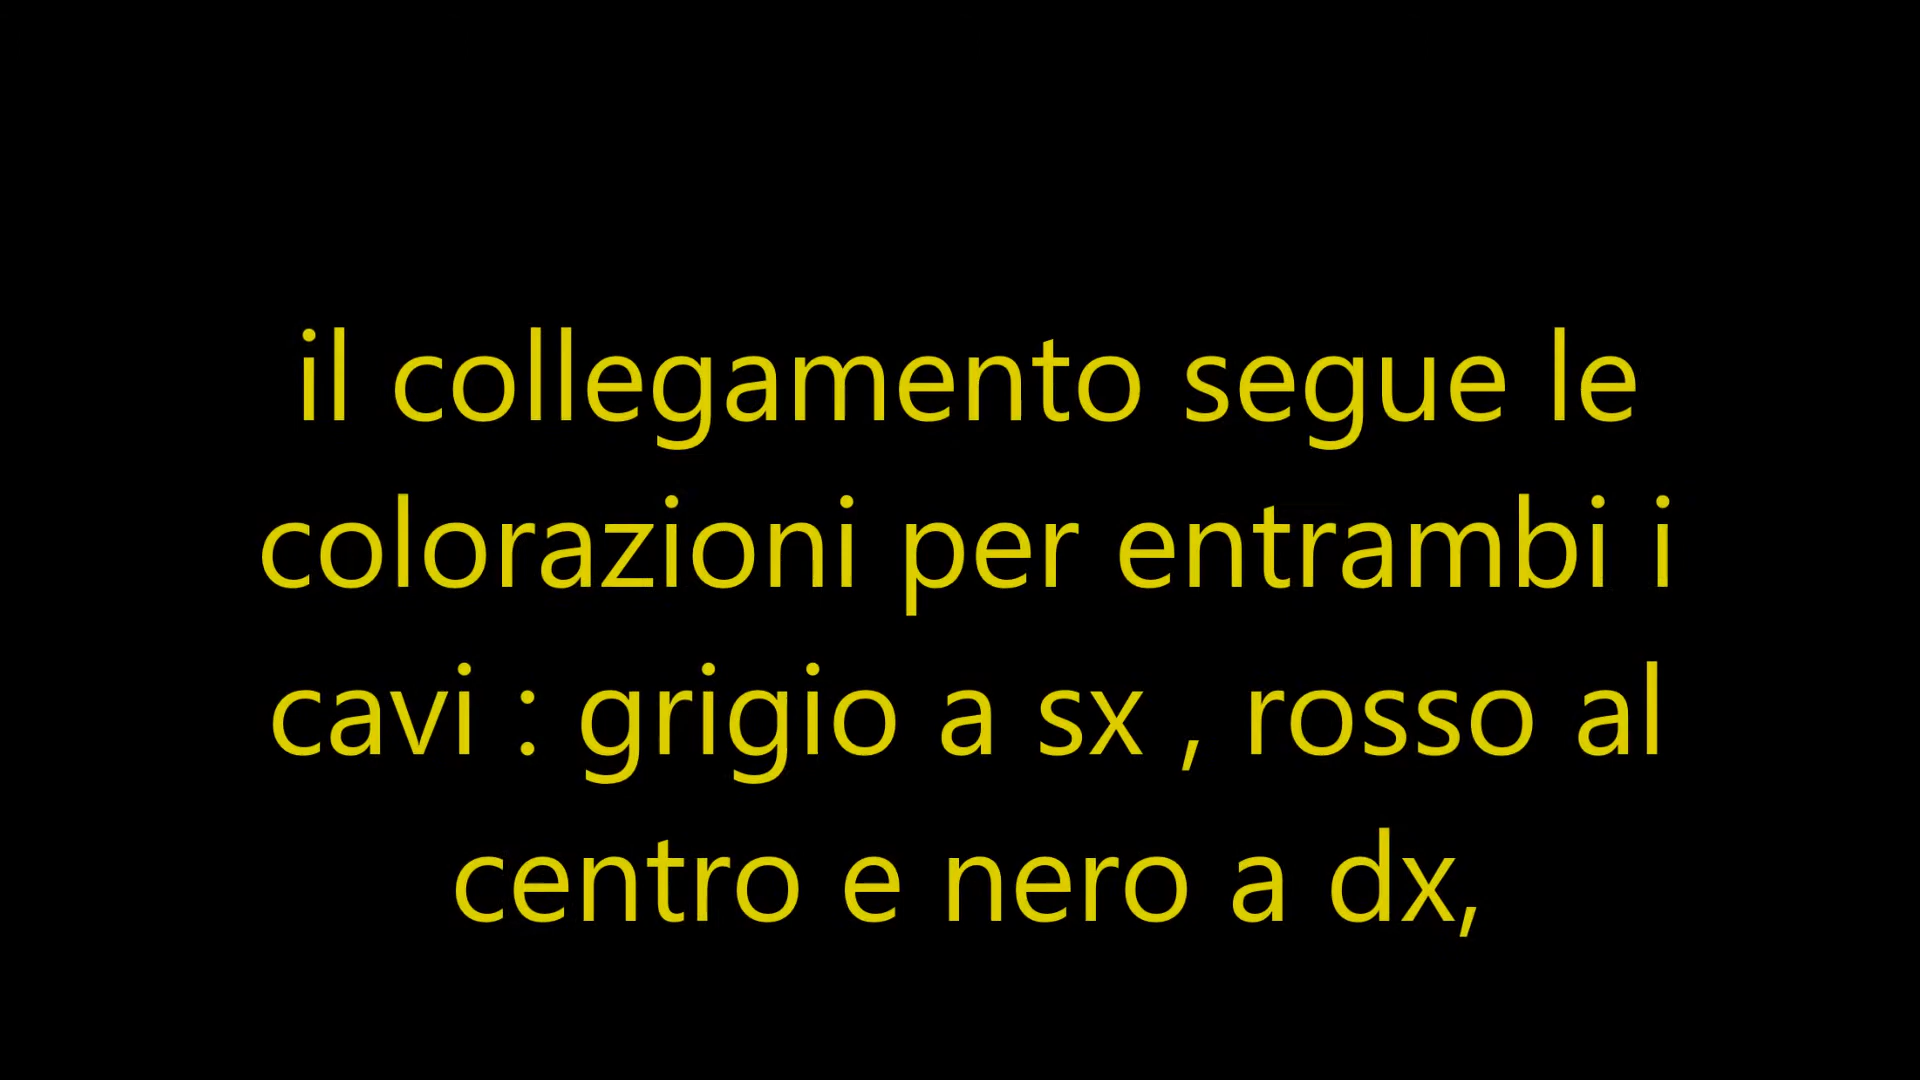 il collegamento segue le
colorazioni per entrambi i
cavi : grigio a sx , rosso al
centro e nero a dx,